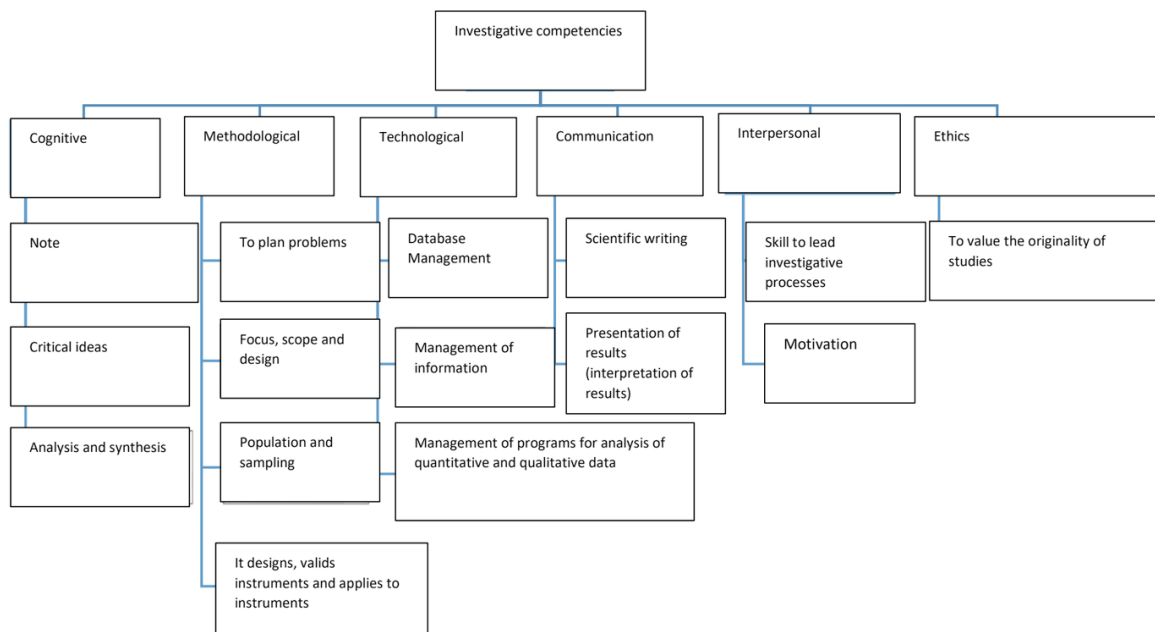 Investigative competencies
Cognitive
Methodological
Technological
Communication
Interpersonal
Ethics
Note
To plan problems
Database
Management
Scientific writing
Skill to lead
investigative
processes
To value the originality of
studies
Critical ideas
Focus, scope and
design
Management of
information
Presentation of
results
(interpretation of
results)
Motivation
Analysis and synthesis
Population and
sampling
Management of programs for analysis of
quantitative and qualitative data
It designs, valids
instruments and applies to
instruments